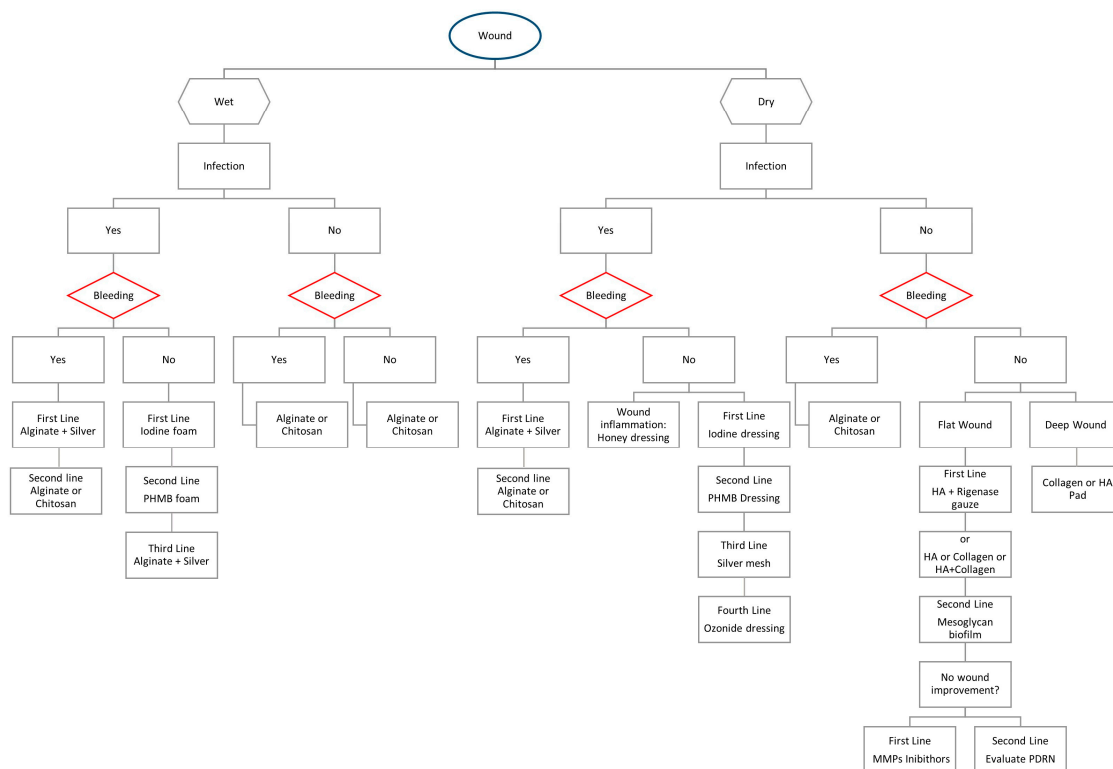 Wound
Wet
Dry
Infection
Infection
Yes
No
Yes
No
Bleeding
Bleeding
Bleeding
Bleeding
Yes
No
Yes
No
Yes
No
Yes
No
First Line
Alginate + Silver
First Line
Iodine foam
Alginate or
Chitosan
Alginate or
Chitosan
First Line
Alginate + Silver
Wound
inflammation:
Honey dressing
First Line
Iodine dressing
Alginate or
Chitosan
Flat Wound
Deep Wound
Second line
Alginate or
Chitosan
Second Line
PHMB foam
Second line
Alginate or
Chitosan
Second Line
PHMB Dressing
First Line
HA + Rigenase
gauze
Collagen or HA
Pad
Third Line
Alginate + Silver
Third Line
Silver mesh
or
HA or Collagen or
HA+Collagen
Fourth Line
Ozonide dressing
Second Line
Mesoglycan
biofilm
No wound
improvement?
First Line
MMPs Inibithors
Second Line
Evaluate PDRN